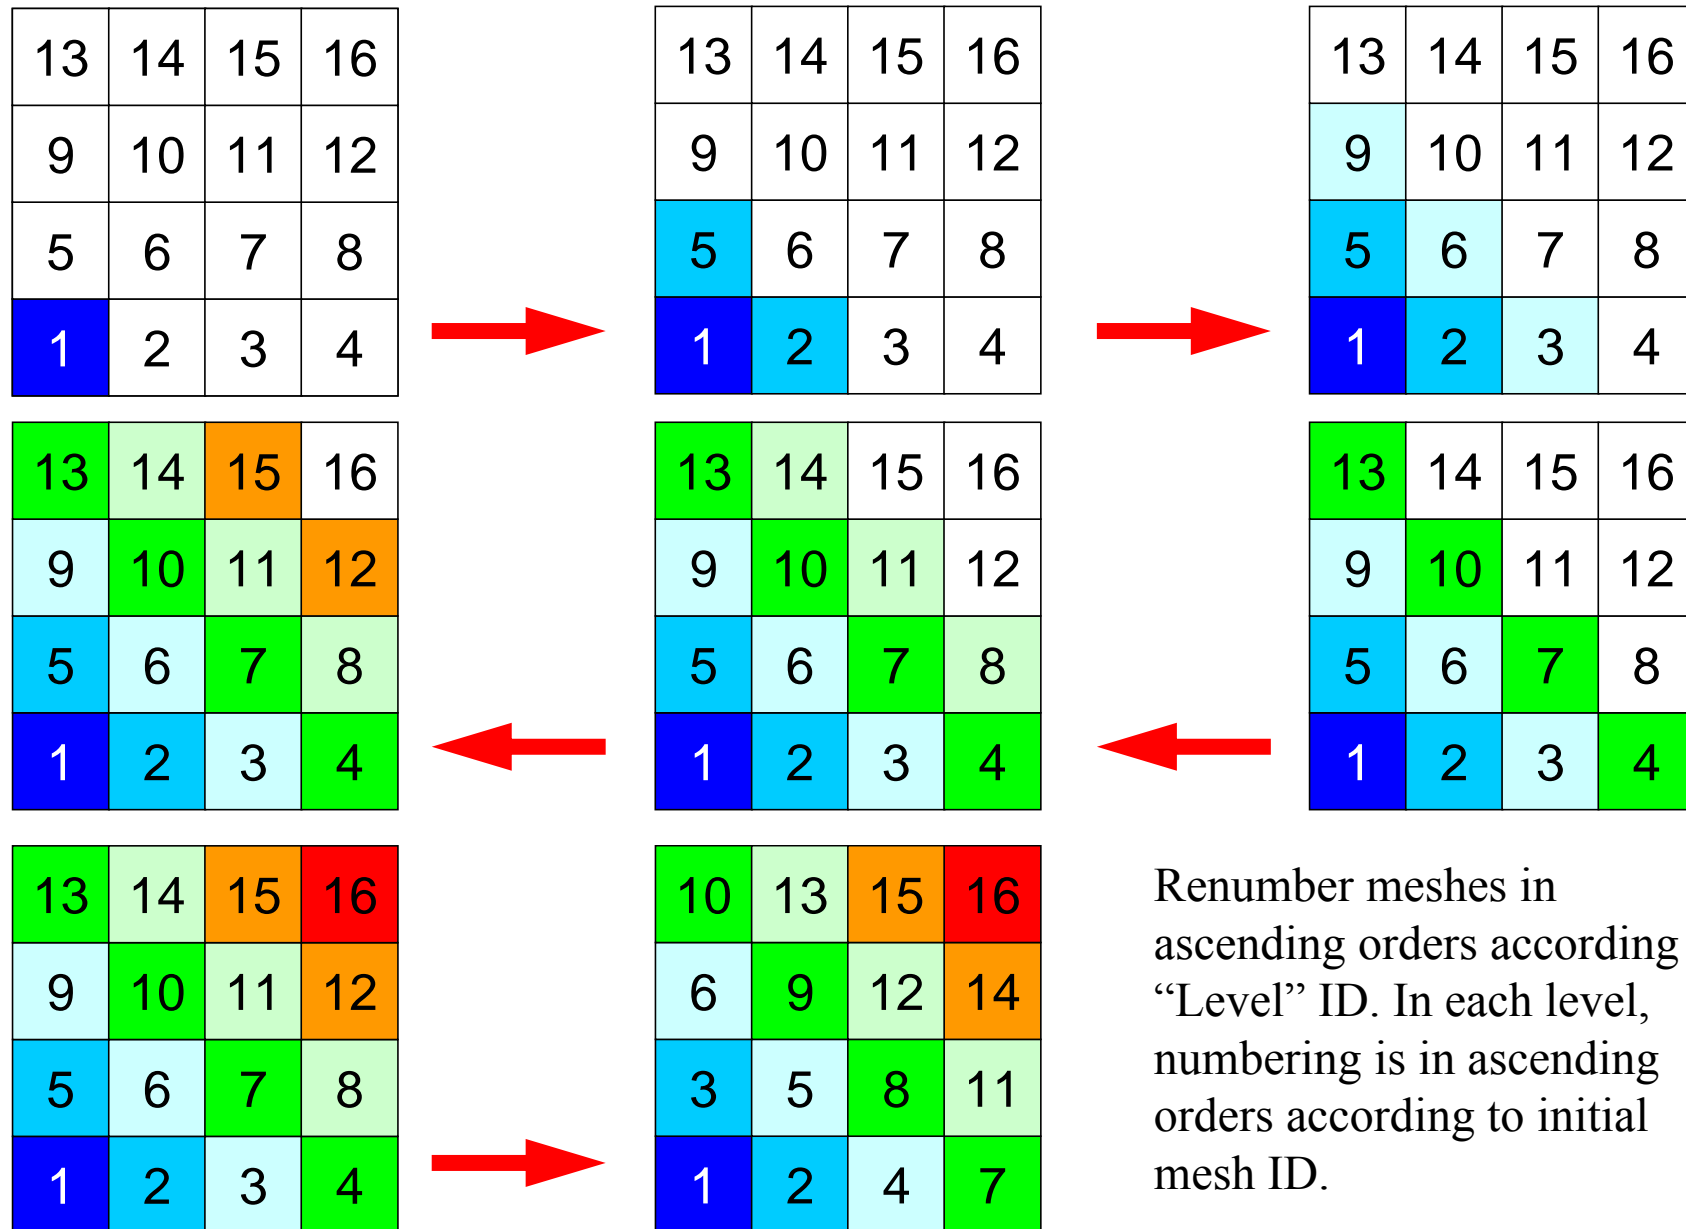 13 14 15 16
9 10 11 12
5 6 7 8
1 2 3 4
13 14 15 16
9 10 11 12
5 6 7 8
1 2 3 4
13 14 15 16
9 10 11 12
5 6 7 8
1 2 3 4
13 14 15 16
9 10 11 12
5 6 7 8
1 2 3 4
13 14 15 16
9 10 11 12
5 6 7 8
1 2 3 4
13 14 15 16
9 10 11 12
5 6 7 8
1 2 3 4
13 14 15 16
9 10 11 12
5 6 7 8
1 2 3 4
10 13 15 16
6 9 12 14
3 5 8 11
1 2 4 7
Renumber meshes in
ascending orders according
“Level” ID. In each level,
numbering is in ascending
orders according to initial
mesh ID.